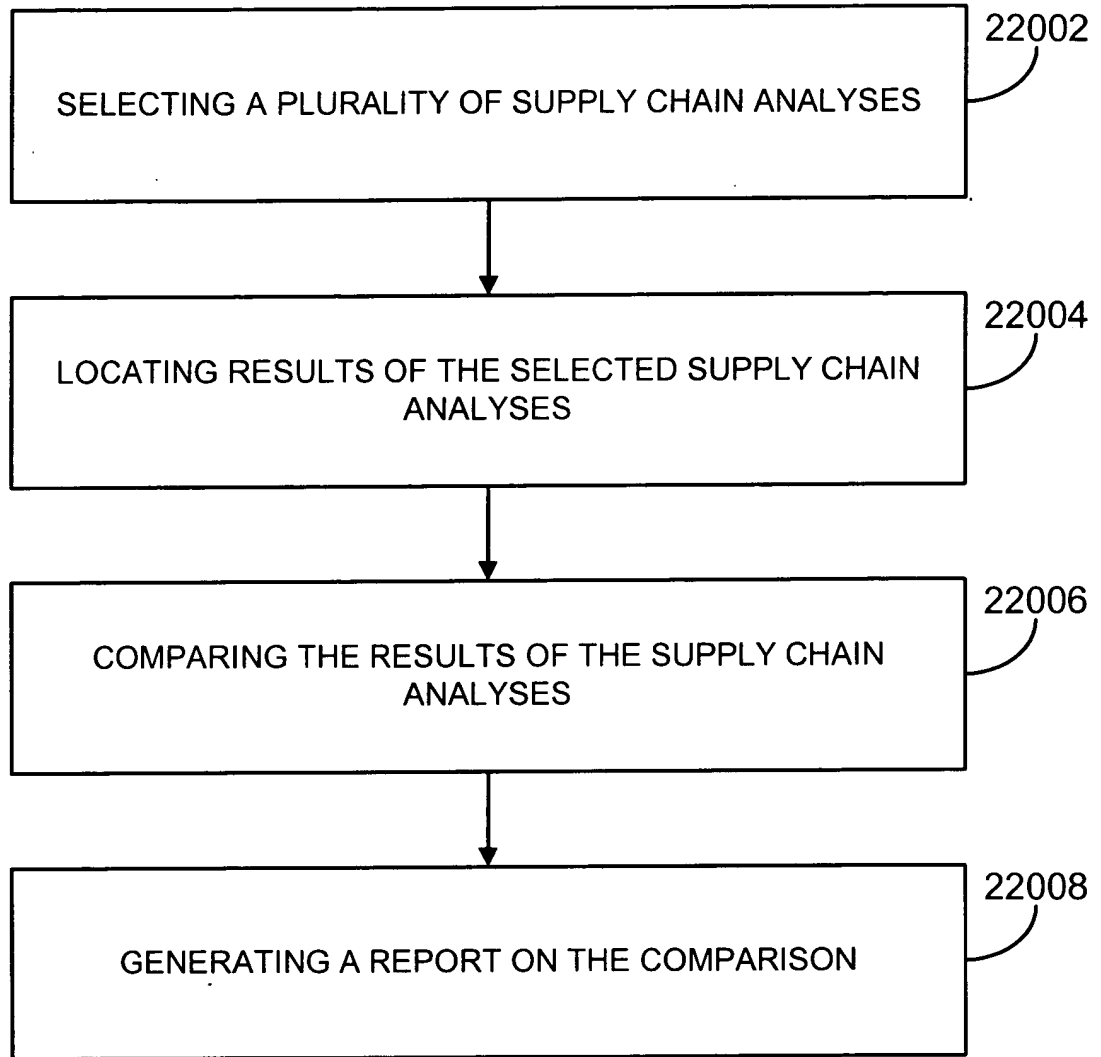 22002
SELECTING A PLURALITY OF SUPPLY CHAIN ANALYSES
22004
LOCATING RESULTS OF THE SELECTED SUPPLY CHAIN
ANALYSES
22006
COMPARING THE RESULTS OF THE SUPPLY CHAIN
ANALYSES
22008
GENERATING A REPORT ON THE COMPARISON